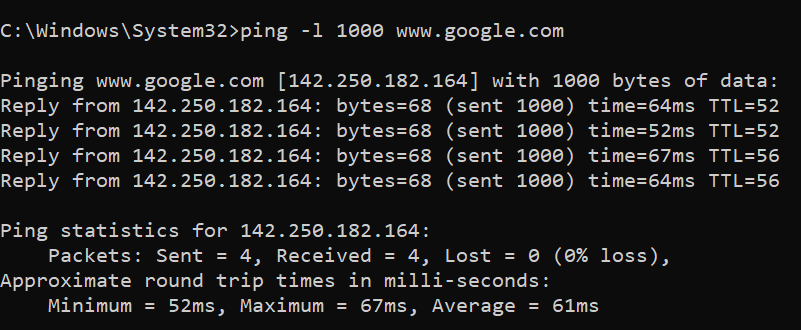 C:\Windows\System32>ping -l 1000 www.google.com
Pinging www.google.com [142.250.182.164] with 1000 bytes of data:
Reply from 142.250.182.164: bytes=68 (sent 1000) time=64ms TTL=52
Reply from 142.250.182.164: bytes=68 (sent 1000) time=52ms TTL=52
Reply from 142.250.182.164: bytes=68 (sent 1000) time=67ms TTL=56
Reply from 142.250.182.164: bytes=68 (sent 1000) time=64ms TTL=56
Ping statistics for 142.250.182.164:
    Packets: Sent = 4, Received = 4, Lost = 0 (0% loss),
Approximate round trip times in milli-seconds:
    Minimum = 52ms, Maximum = 67ms, Average = 61ms